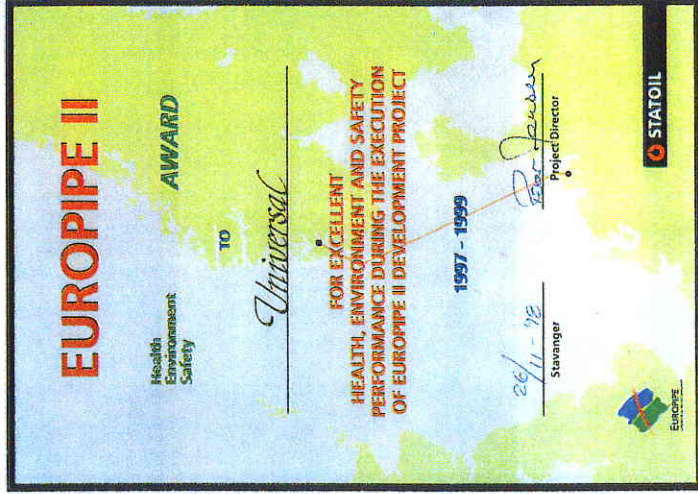 EUROPIPE II
Health
Environment
Safety
AWARD
TO
Universal
FOR EXCELLENT
HEALTH, ENVIRONMENT AND SAFETY
PERFORMANCE DURING THE EXECUTION
OF EUROPIPE II DEVELOPMENT PROJECT
1997 - 1999
26/11-98
Stavanger
Project Director
EUROPIPE
STATOIL